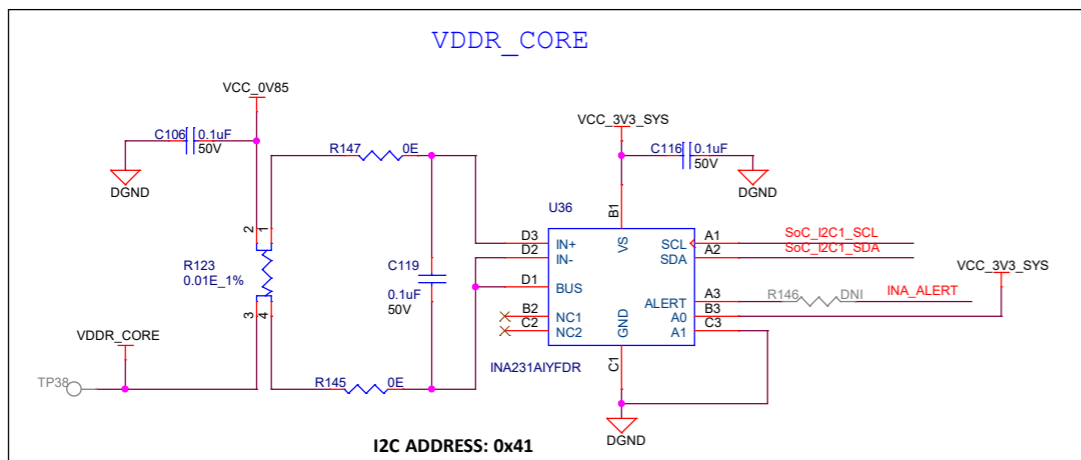 VDDR_CORE
VCC_0V85
C106 0.1uF
50V
DGND
R147 0E
VCC_3V3_SYS
C116 0.1uF
50V
DGND
U36
B1
2 1
R123
0.01E_1%
3 4
C119
0.1uF
50V
D3 IN+
D2 IN-
D1 BUS
B2 NC1
C2 NC2
VS
GND
C1
SCL A1 SoC_I2C1_SCL
SDA A2 SoC_I2C1_SDA
VCC_3V3_SYS
ALERT A3 R146 DNI INA_ALERT
A0 B3
A1 C3
INA231AIYFDR
VDDR_CORE
TP38
R145 0E
DGND
I2C ADDRESS: 0x41